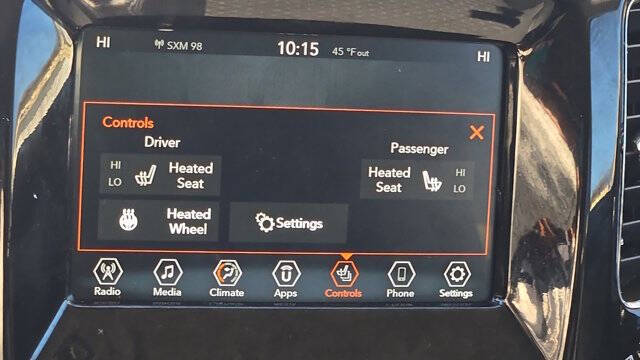 HI SXM 98 10:15 45 °F out HI
Controls
Driver Passenger
HI Heated Heated HI
LO Seat Seat LO
Heated Settings
Wheel
Radio Media Climate Apps Controls Phone Settings